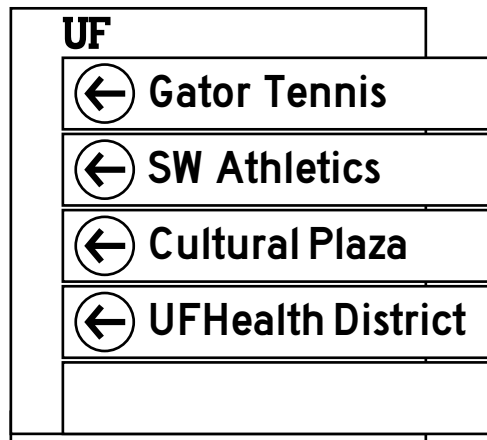 UF
Gator Tennis
SW Athletics
Cultural Plaza
UFHealth District